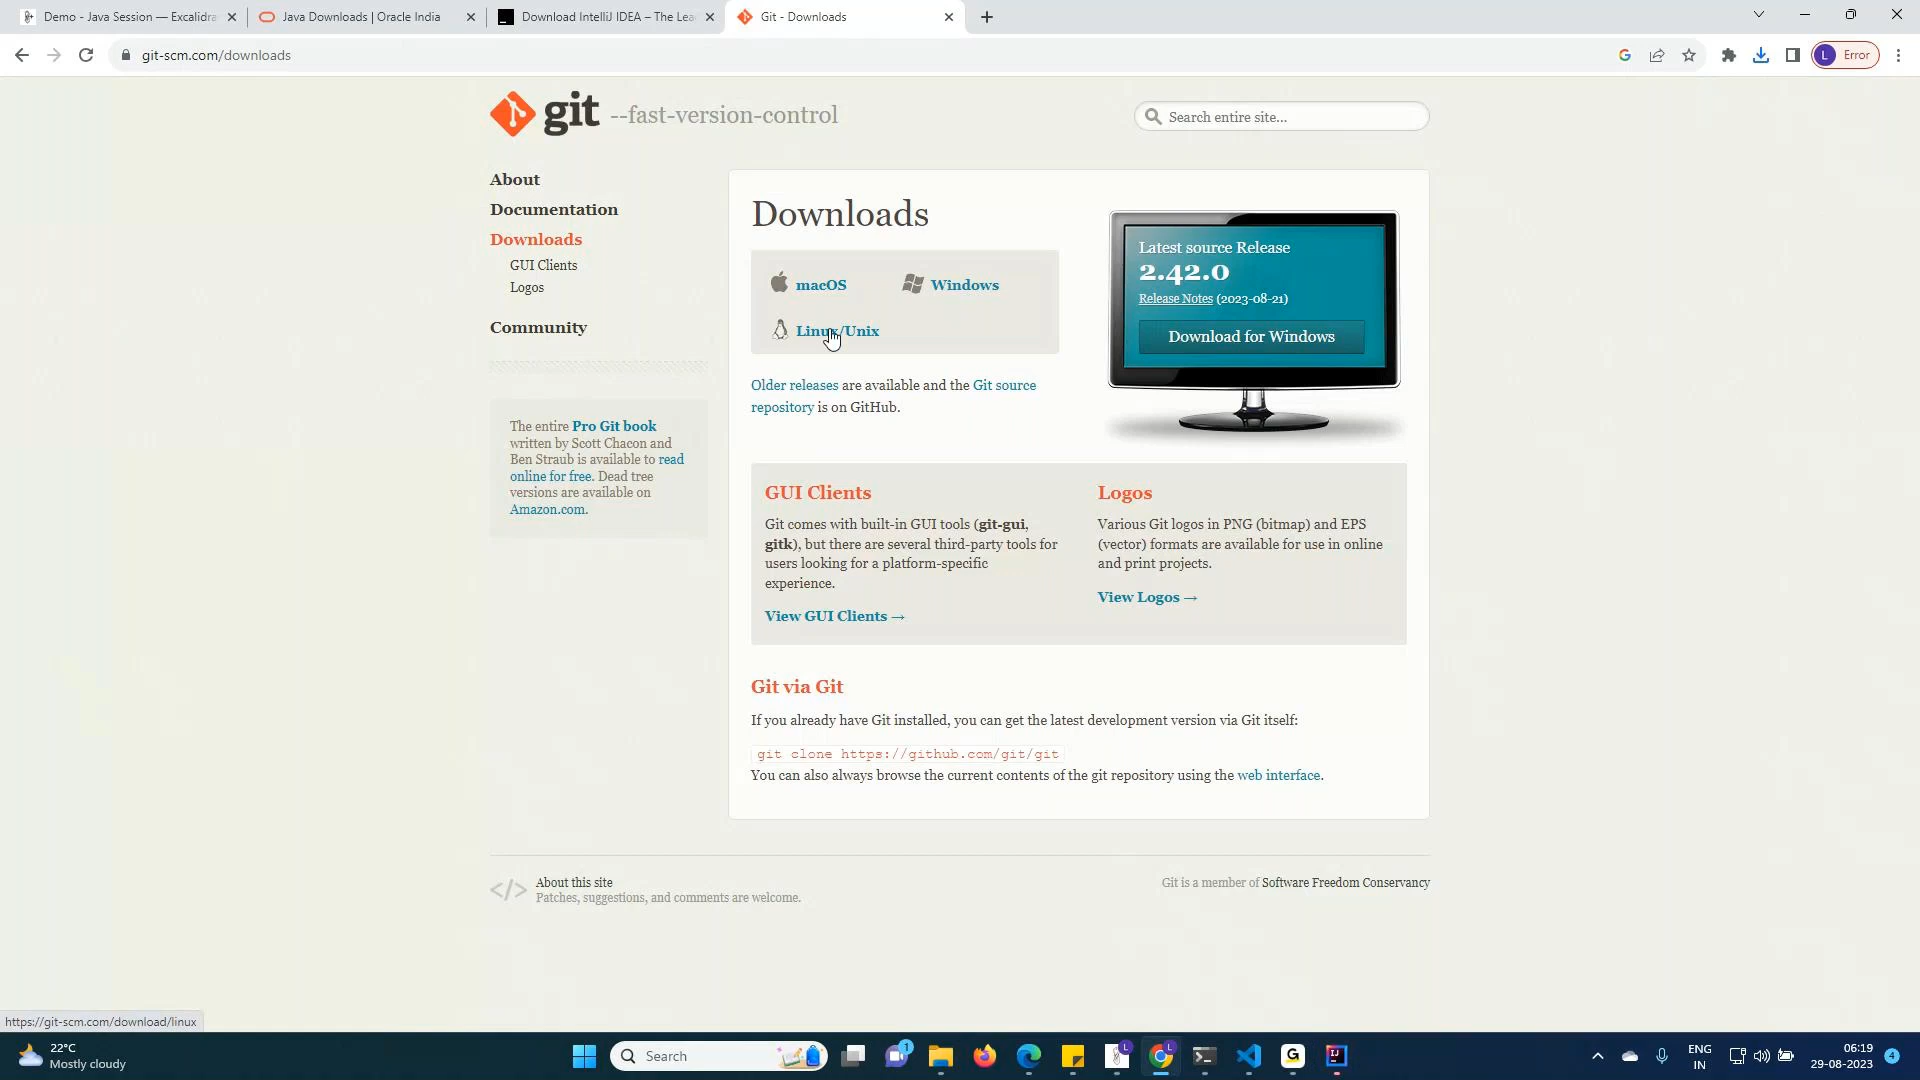 Demo - Java Session — Excalidra
Java Downloads | Oracle India
Download IntelliJ IDEA – The Lea
Git - Downloads
git-scm.com/downloads
L
Error
git --fast-version-control
Search entire site...
About
Documentation
Downloads
GUI Clients
Logos
Community
The entire Pro Git book
written by Scott Chacon and
Ben Straub is available to read
online for free. Dead tree
versions are available on
Amazon.com.
Downloads
macOS
Windows
Linux/Unix
Older releases are available and the Git source
repository is on GitHub.
Latest source Release
2.42.0
Release Notes (2023-08-21)
Download for Windows
GUI Clients
Git comes with built-in GUI tools (git-gui,
gitk), but there are several third-party tools for
users looking for a platform-specific
experience.
View GUI Clients →
Logos
Various Git logos in PNG (bitmap) and EPS
(vector) formats are available for use in online
and print projects.
View Logos →
Git via Git
If you already have Git installed, you can get the latest development version via Git itself:
git clone https://github.com/git/git
You can also always browse the current contents of the git repository using the web interface.
</> About this site
Patches, suggestions, and comments are welcome.
Git is a member of Software Freedom Conservancy
https://git-scm.com/download/linux
22°C
Mostly cloudy
Search
1
L
L
G
IJ
ENG
IN
06:19
29-08-2023
4